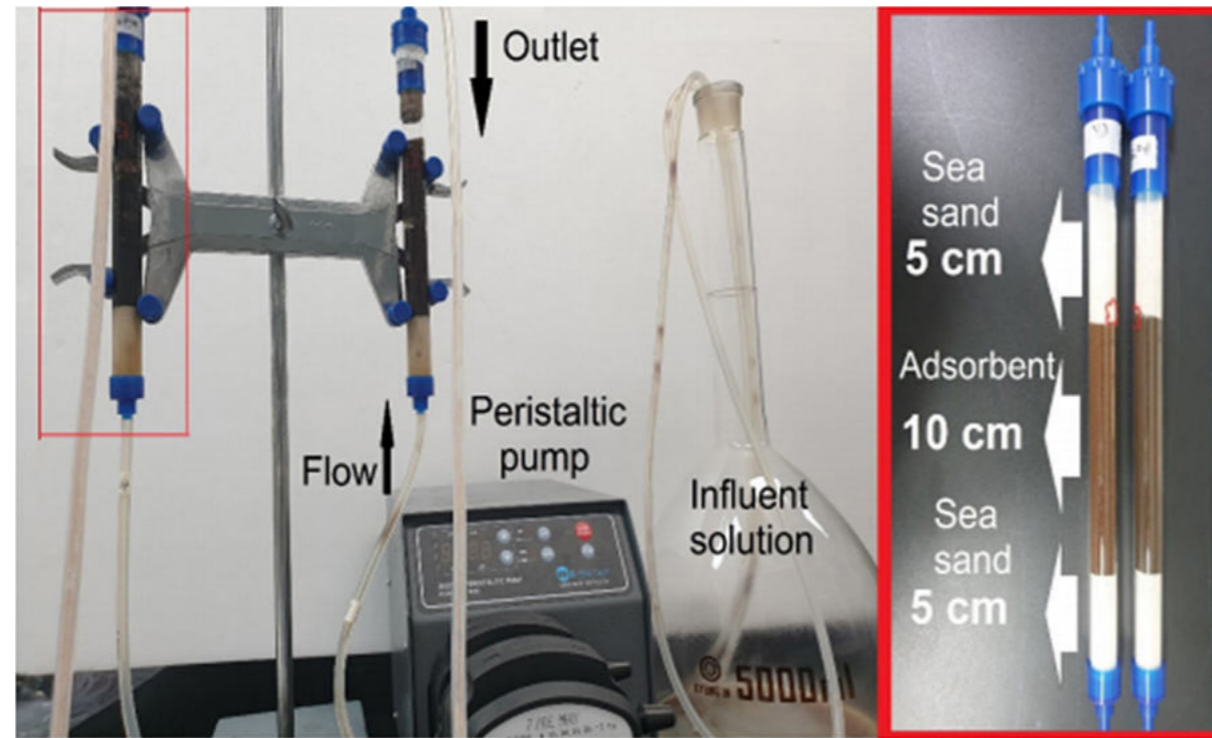 Outlet
Flow
Peristaltic
pump
Influent
solution
5000ml
Sea
sand
5 cm
Adsorbent
10 cm
Sea
sand
5 cm